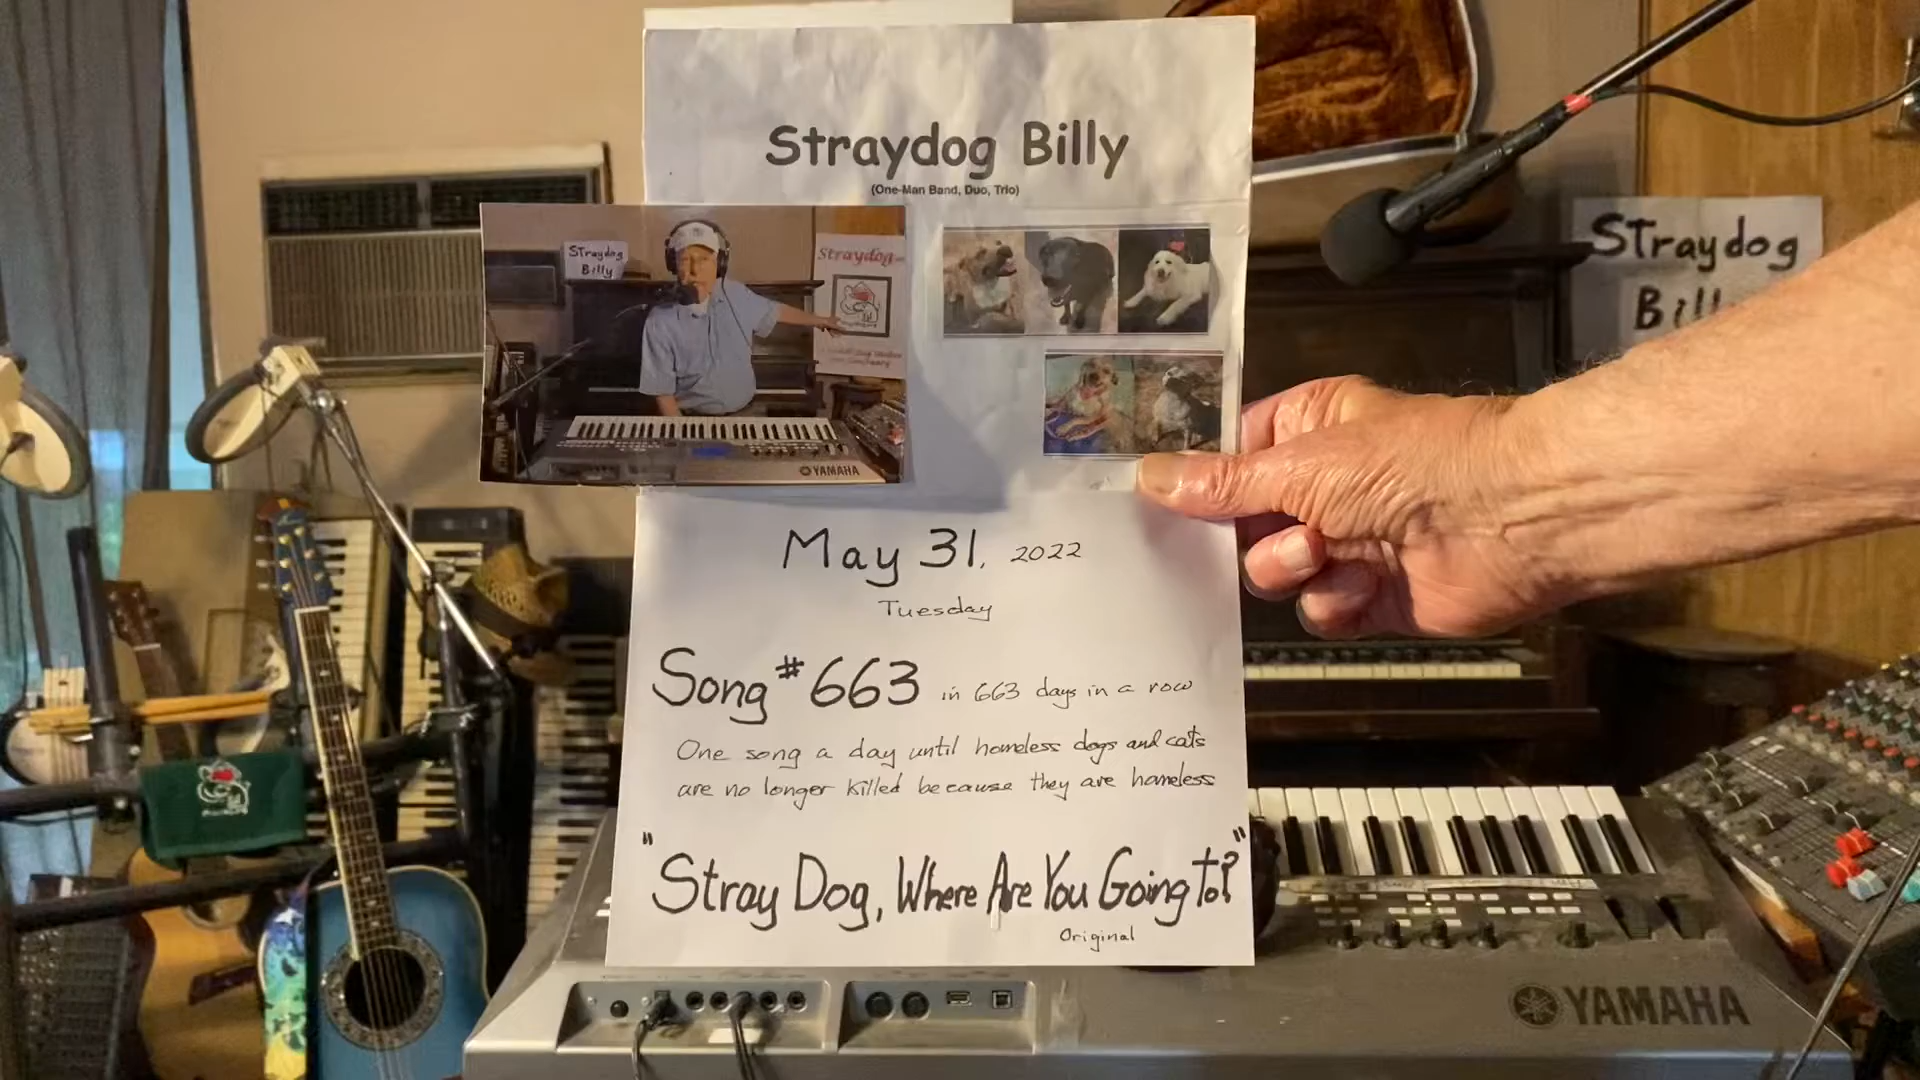 Straydog Billy
(One-Man Band, Duo, Trio)
STraydog
Billy
Straydog
YAMAHA
STraydog
Bill
May 31, 2022
Tuesday
Song #663 in 663 days in a row
One song a day until homeless dogs and cats
are no longer killed because they are homeless
"Stray Dog, Where Are You Going To?"
Original
YAMAHA